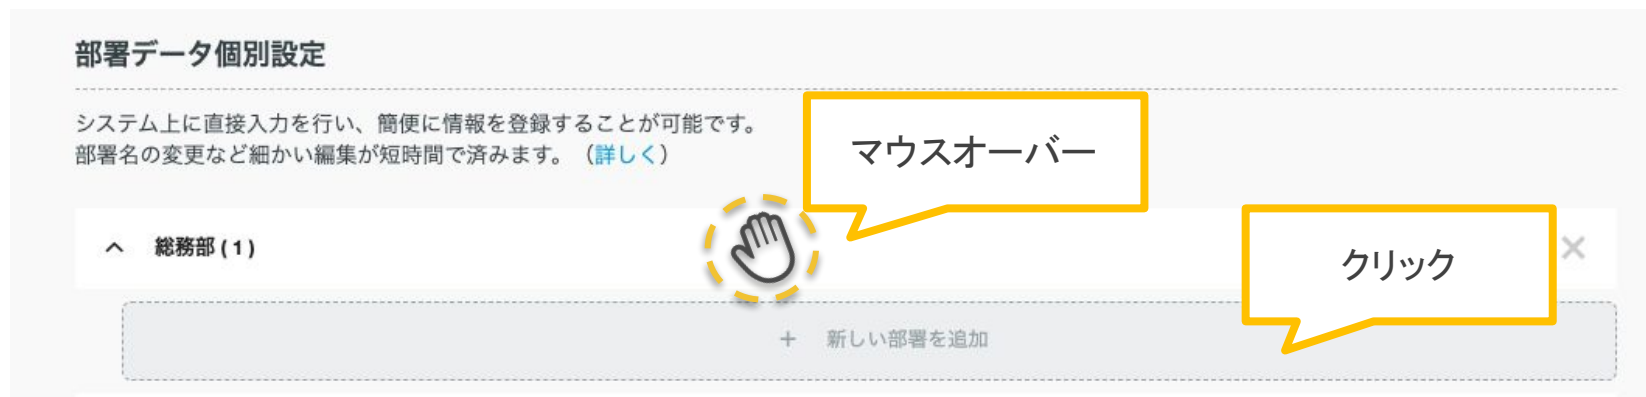 部署データ個別設定
システム上に直接入力を行い、簡便に情報を登録することが可能です。
部署名の変更など細かい編集が短時間で済みます。（詳しく）
マウスオーバー
総務部 ( 1 )
クリック
+ 新しい部署を追加